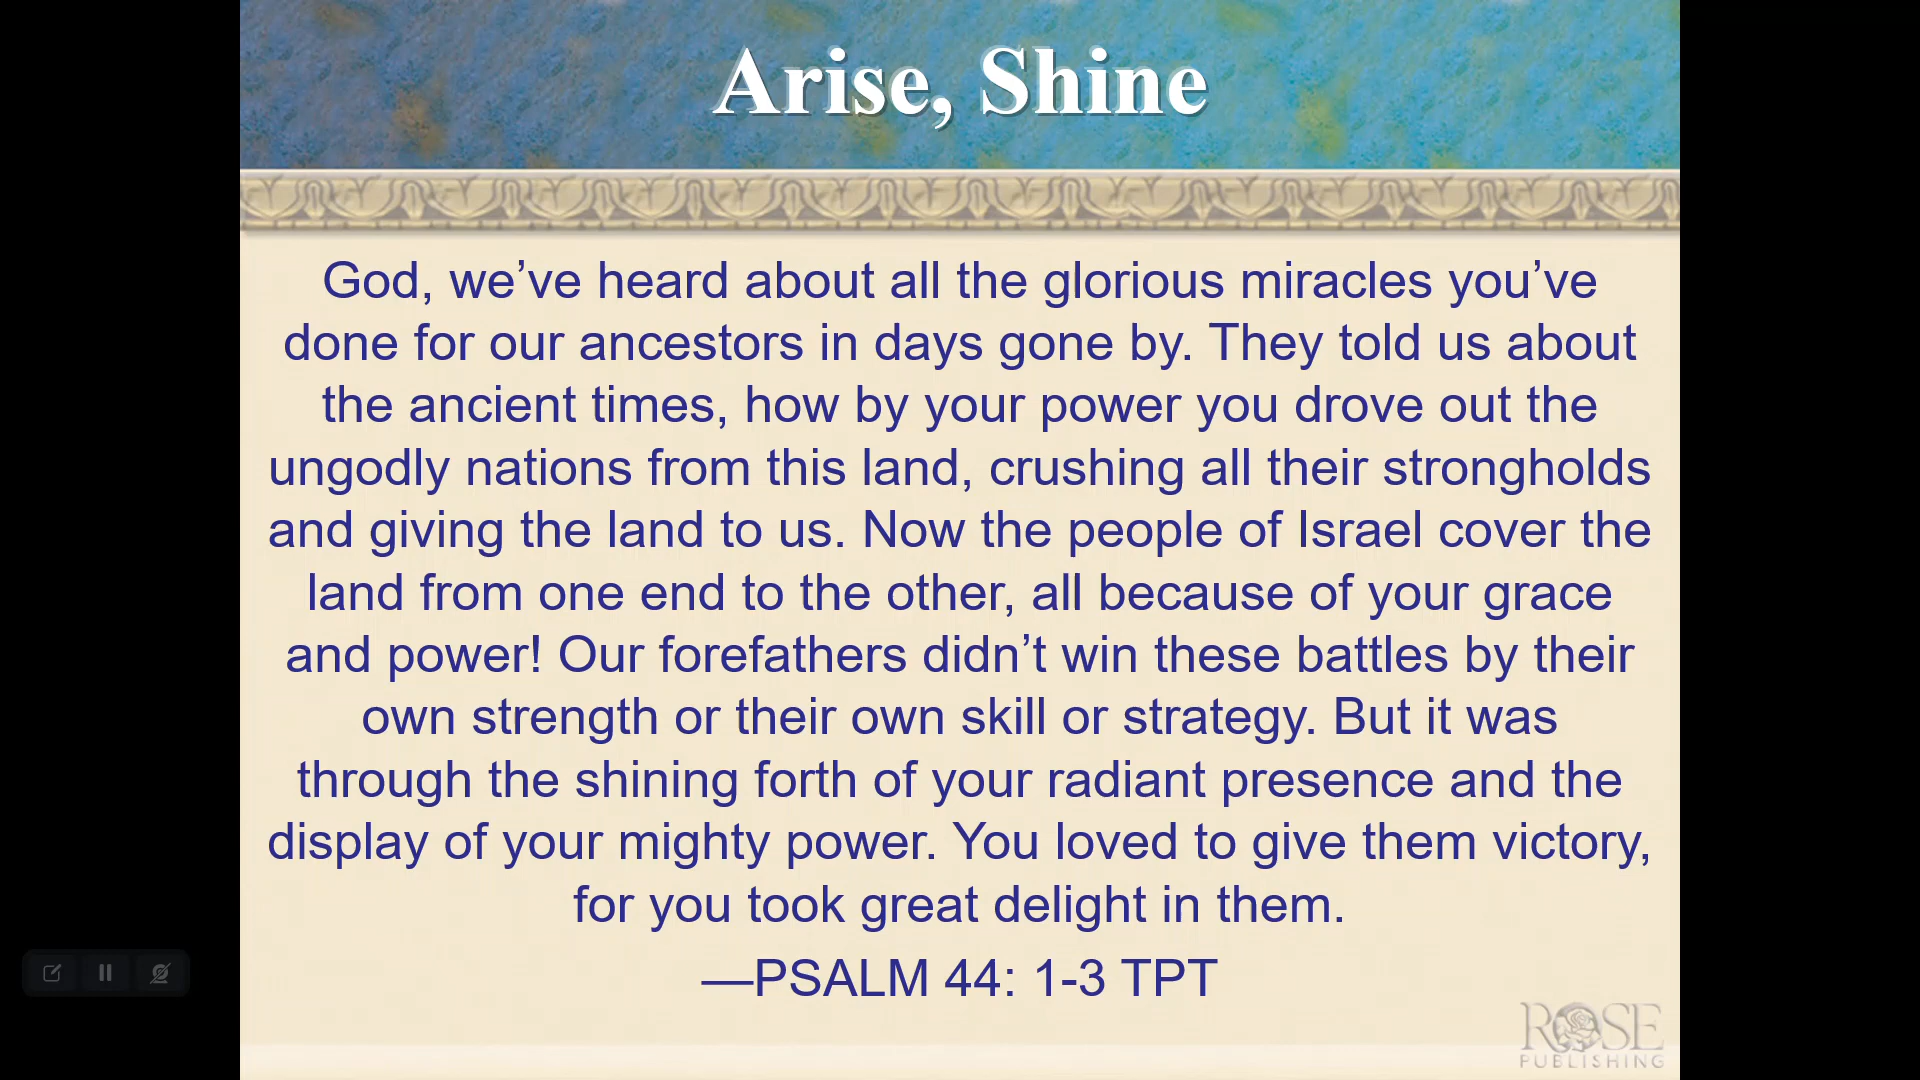 Arise, Shine
God, we’ve heard about all the glorious miracles you’ve
done for our ancestors in days gone by. They told us about
the ancient times, how by your power you drove out the
ungodly nations from this land, crushing all their strongholds
and giving the land to us. Now the people of Israel cover the
land from one end to the other, all because of your grace
and power! Our forefathers didn’t win these battles by their
own strength or their own skill or strategy. But it was
through the shining forth of your radiant presence and the
display of your mighty power. You loved to give them victory,
for you took great delight in them.
—PSALM 44: 1-3 TPT
ROSE
PUBLISHING